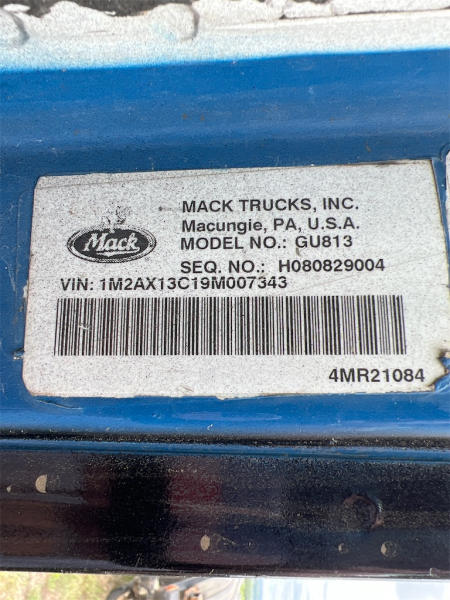 MACK TRUCKS, INC.
Macungie, PA, U.S.A.
Mack
MODEL NO.: GU813
SEQ. NO.: H080829004
VIN: 1M2AX13C19M007343
4MR21084